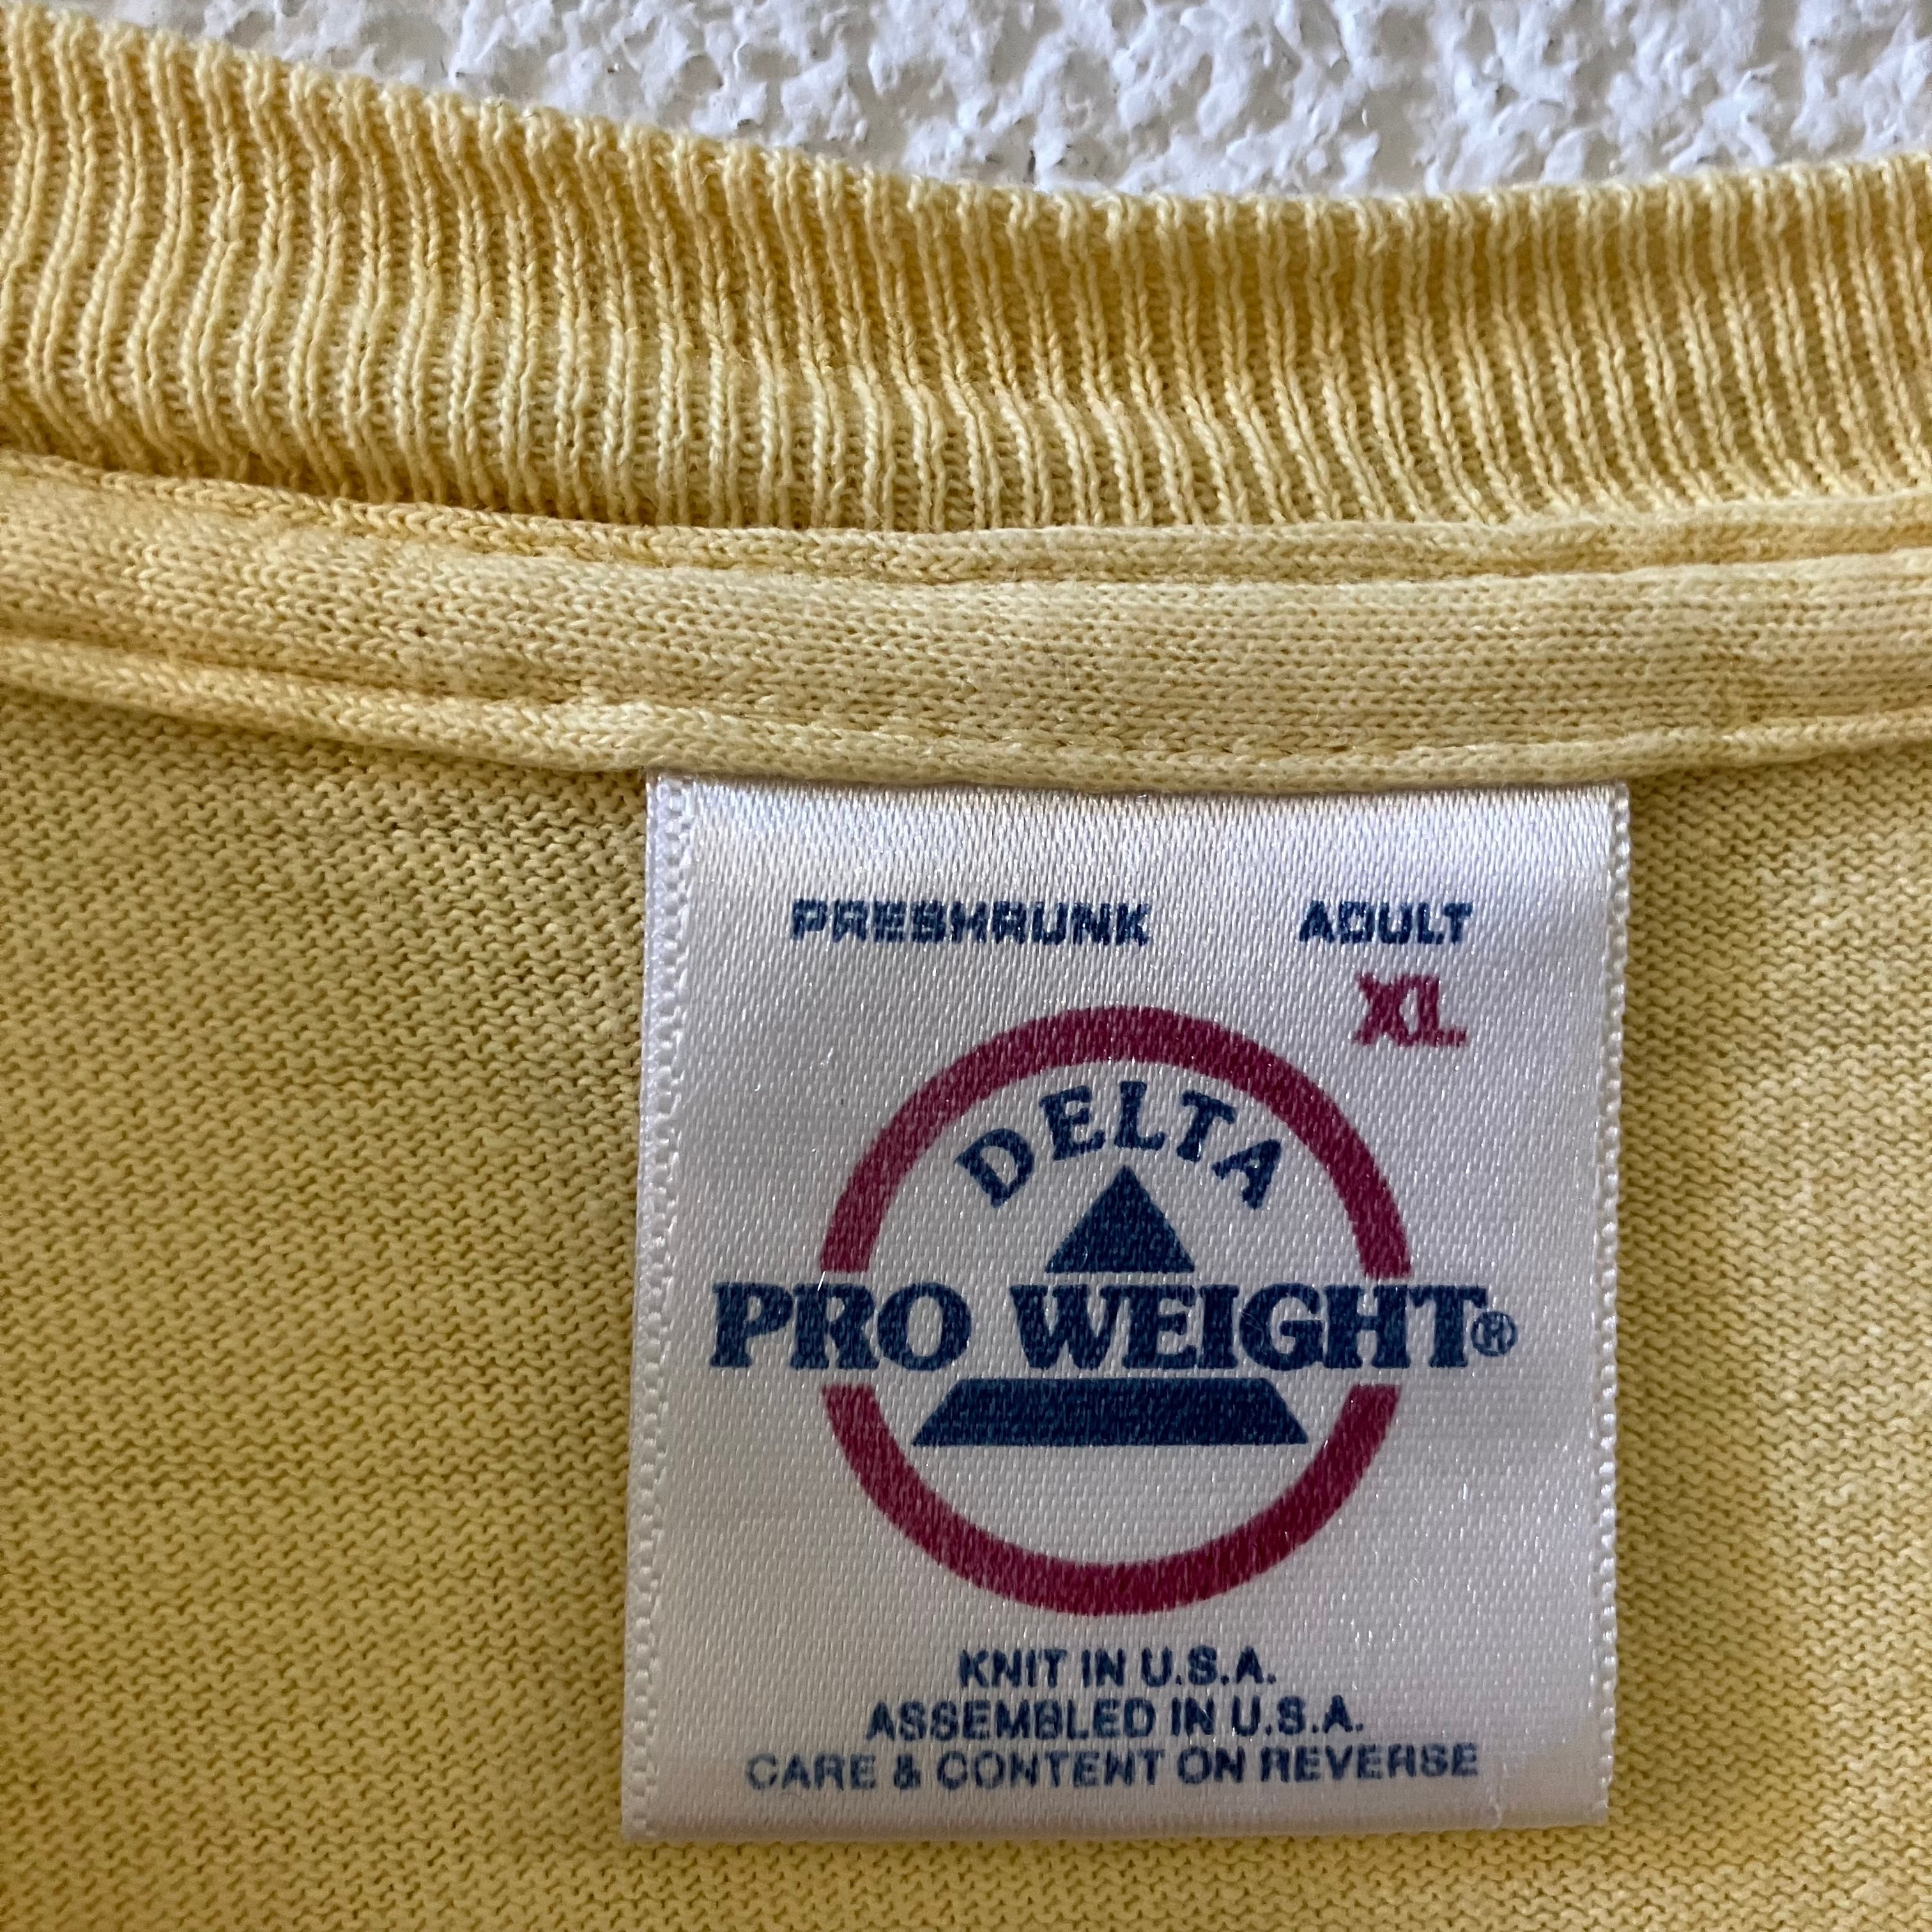 PRESHRUNK ADULT
XL
DELTA
PRO WEIGHT®
KNIT IN U.S.A.
ASSEMBLED IN U.S.A.
CARE & CONTENT ON REVERSE